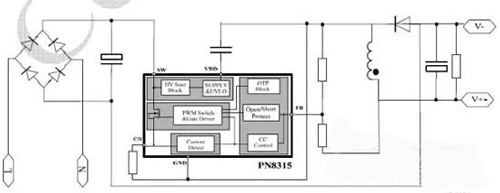 V-
SW
VDD
HV Start
Block
SUPPLY
&UVLO
OTP
Block
PWM Switch
&Gate Driver
Open/Short
Protect
FB
V+
CS
Current
Detect
CC
Control
GND
PN8315
L
N